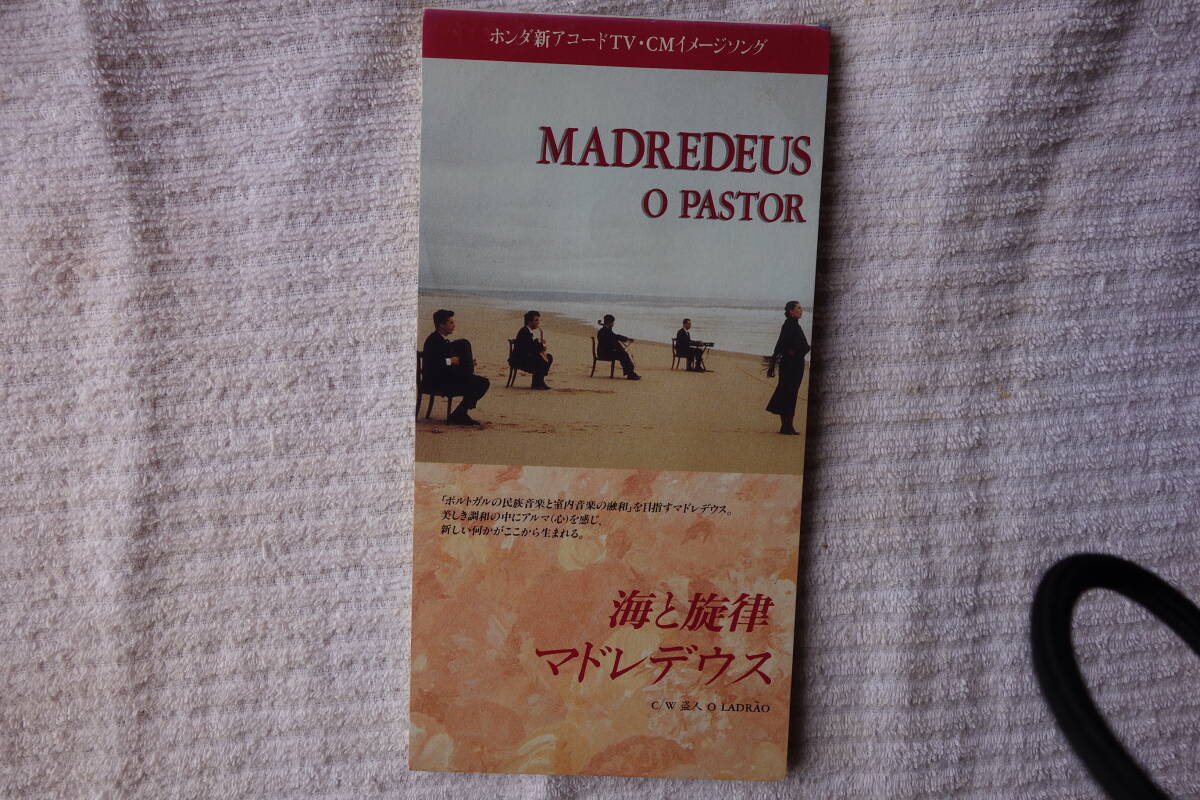 ホンダ新アコードTV・CMイメージソング
MADREDEUS
O PASTOR
「ポルトガルの民族音楽と室内音楽の融和」を目指すマドレデウス。
美しき調和の中にアルマ(心)を感じ、
新しい何かがここから生まれる。
海と旋律
マドレデウス
C/W 盗人 O LADRÃO